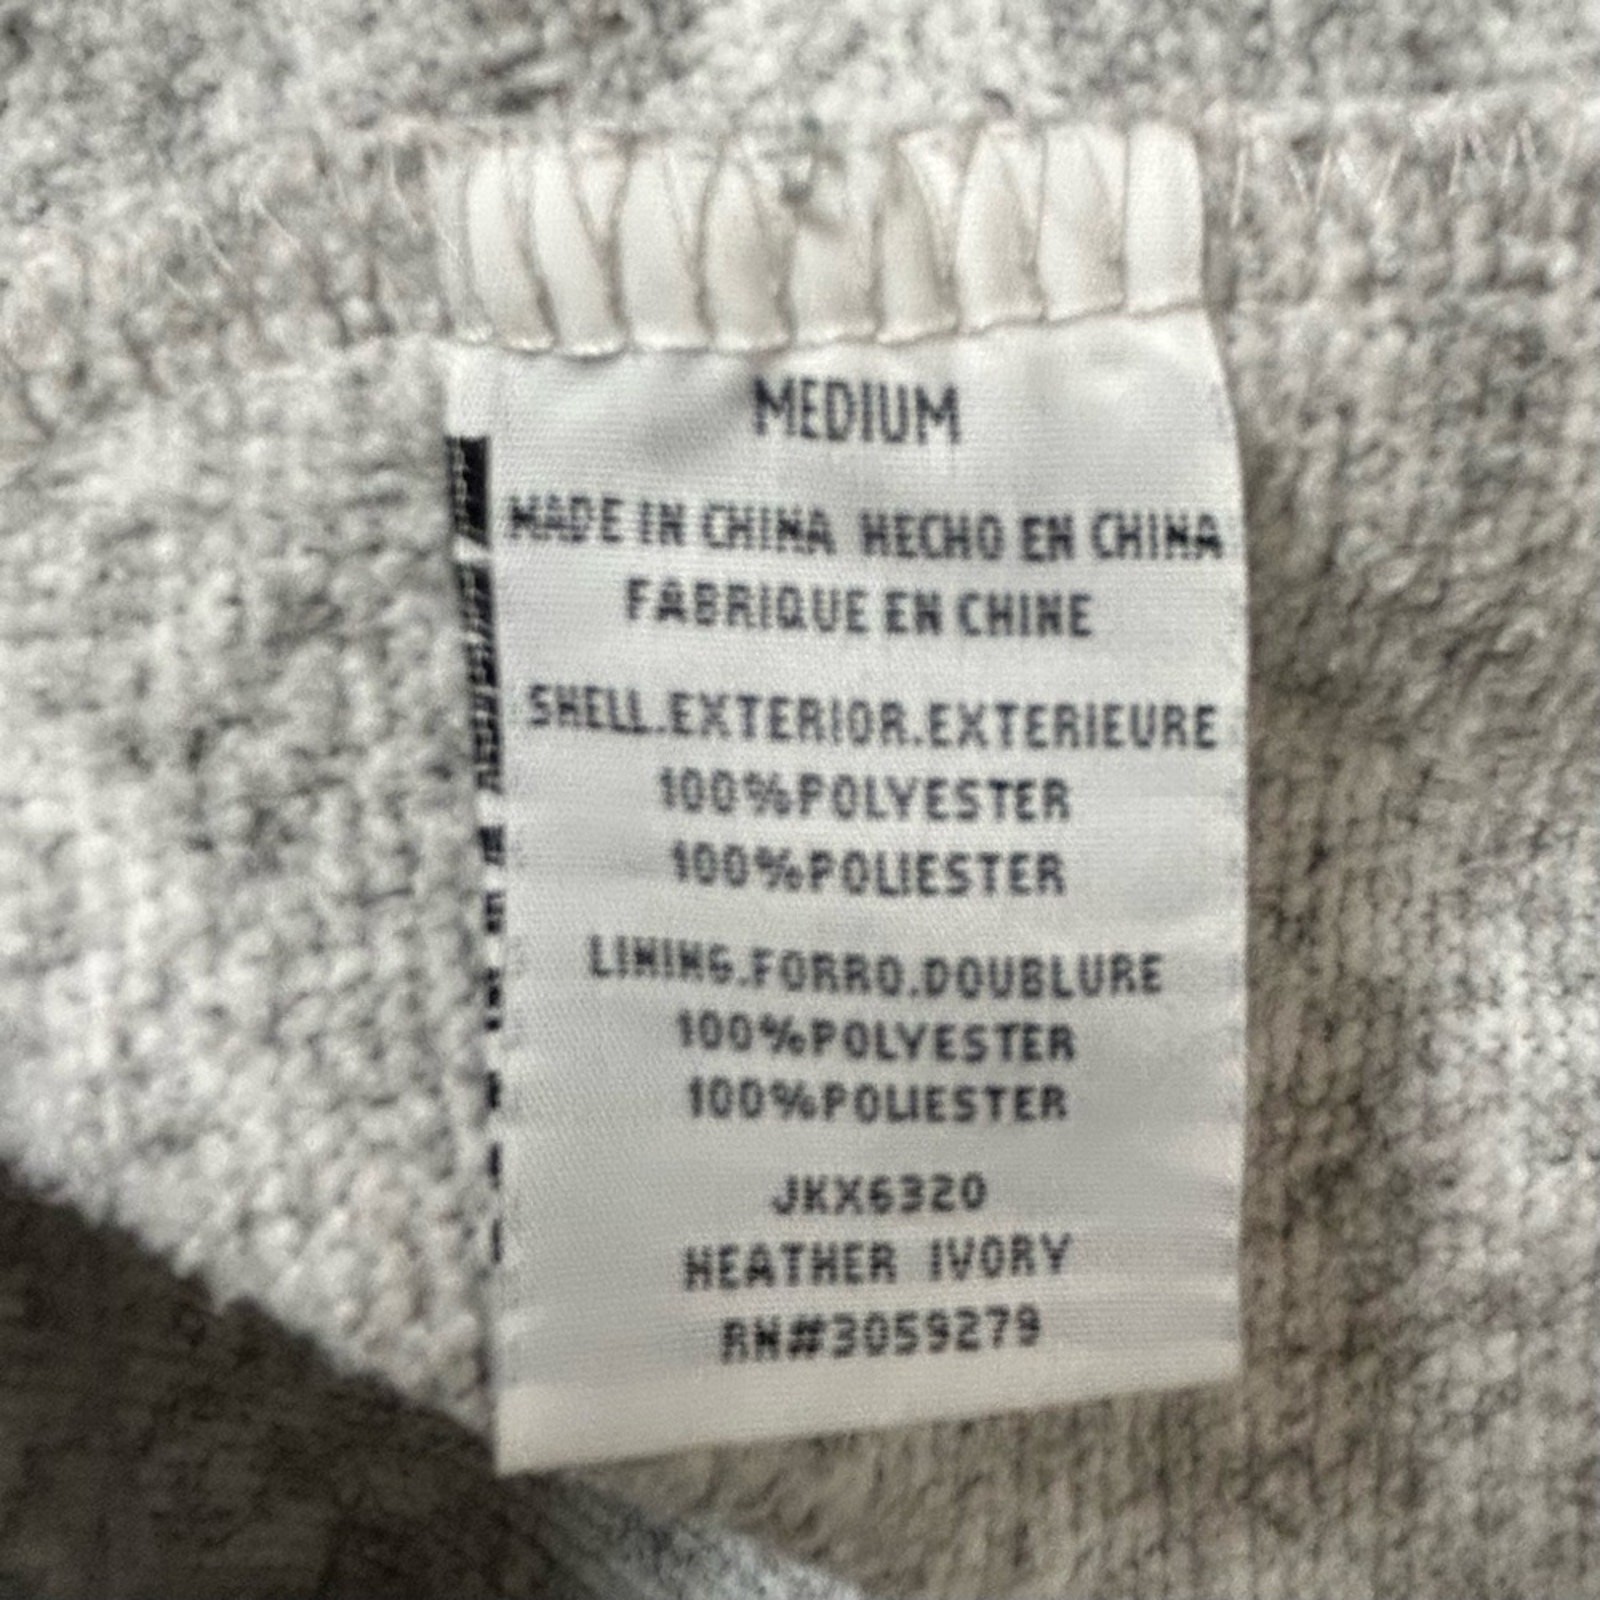 MEDIUM
MADE IN CHINA HECHO EN CHINA
FABRIQUE EN CHINE
SHELL.EXTERIOR.EXTERIEURE
100%POLYESTER
100%POLIESTER
LINING.FORRO.DOUBLURE
100%POLYESTER
100%POLIESTER
JKX6320
HEATHER IVORY
RN#3059279